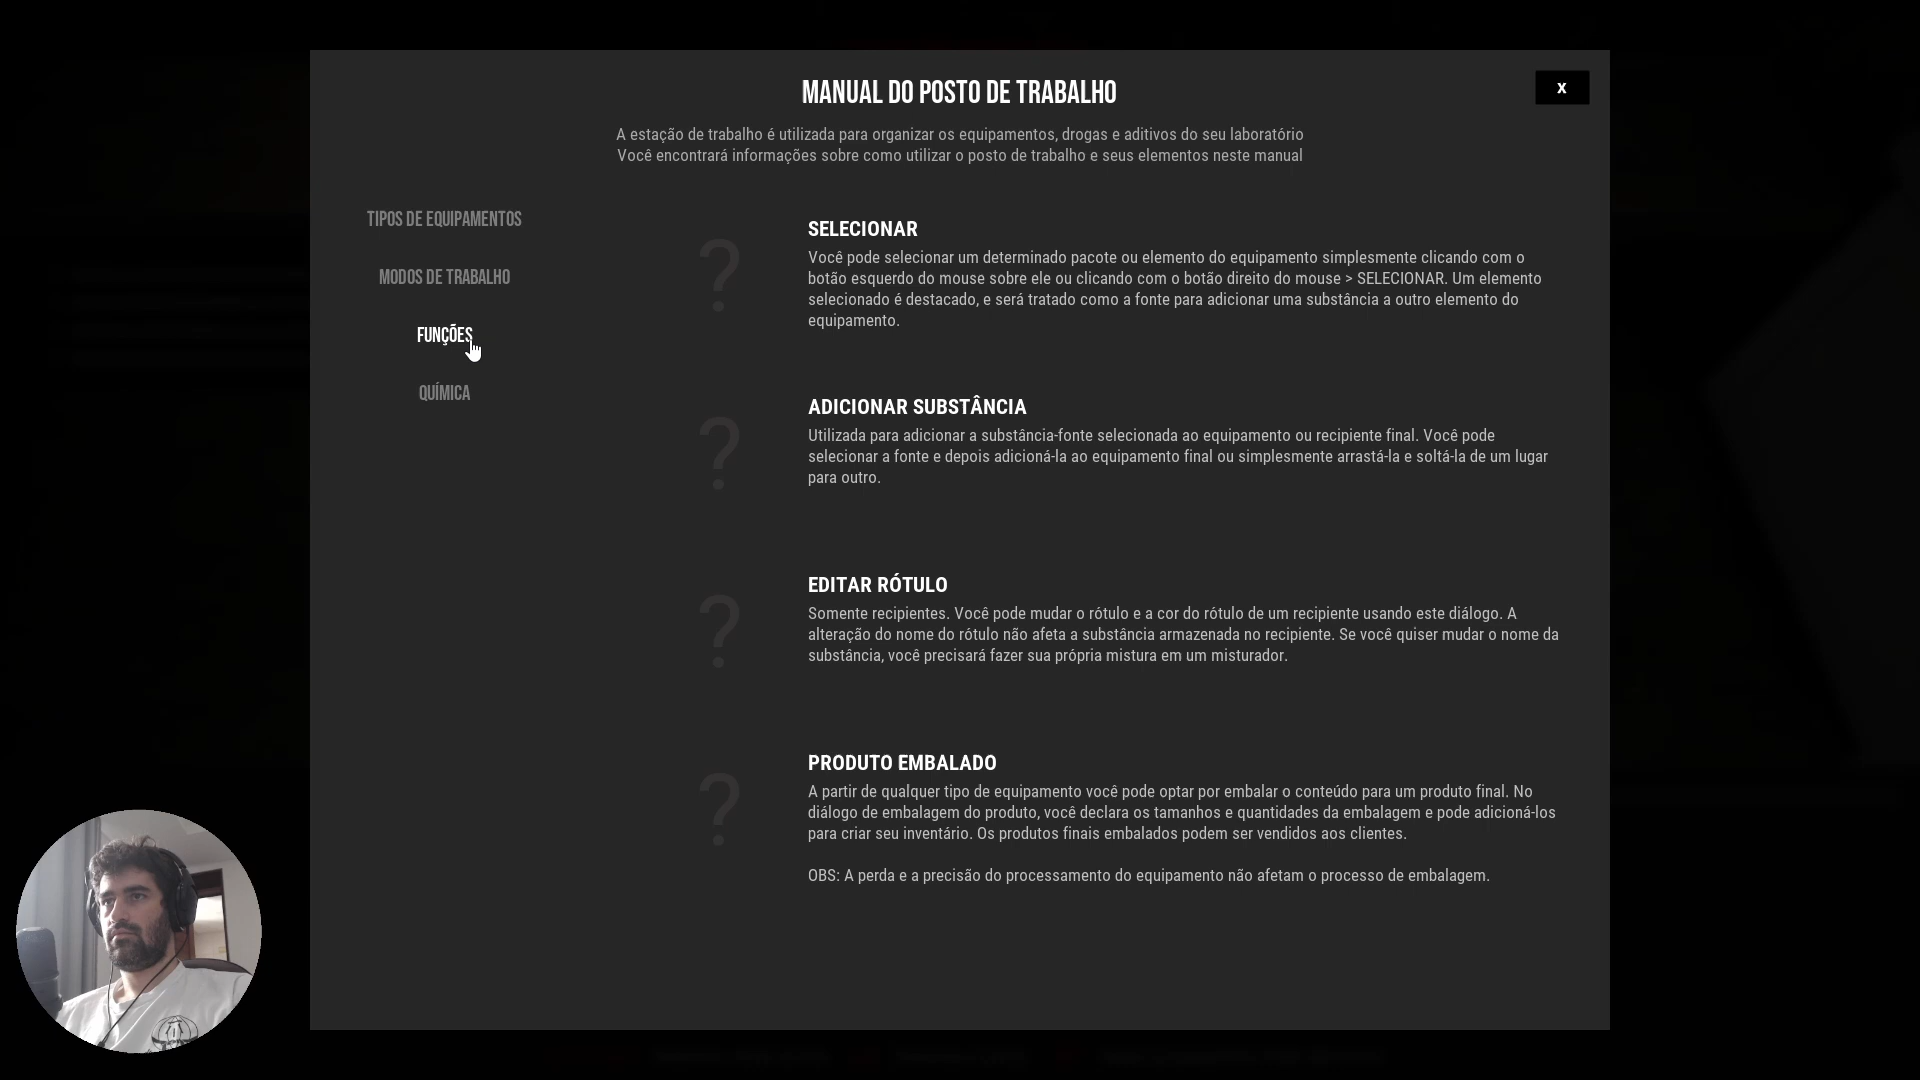 MANUAL DO POSTO DE TRABALHO
X
A estação de trabalho é utilizada para organizar os equipamentos, drogas e aditivos do seu laboratório
Você encontrará informações sobre como utilizar o posto de trabalho e seus elementos neste manual
TIPOS DE EQUIPAMENTOS
MODOS DE TRABALHO
FUNÇÕES
QUÍMICA
SELECIONAR
Você pode selecionar um determinado pacote ou elemento do equipamento simplesmente clicando com o
botão esquerdo do mouse sobre ele ou clicando com o botão direito do mouse > SELECIONAR. Um elemento
selecionado é destacado, e será tratado como a fonte para adicionar uma substância a outro elemento do
equipamento.
ADICIONAR SUBSTÂNCIA
Utilizada para adicionar a substância-fonte selecionada ao equipamento ou recipiente final. Você pode
selecionar a fonte e depois adicioná-la ao equipamento final ou simplesmente arrastá-la e soltá-la de um lugar
para outro.
EDITAR RÓTULO
Somente recipientes. Você pode mudar o rótulo e a cor do rótulo de um recipiente usando este diálogo. A
alteração do nome do rótulo não afeta a substância armazenada no recipiente. Se você quiser mudar o nome da
substância, você precisará fazer sua própria mistura em um misturador.
PRODUTO EMBALADO
A partir de qualquer tipo de equipamento você pode optar por embalar o conteúdo para um produto final. No
diálogo de embalagem do produto, você declara os tamanhos e quantidades da embalagem e pode adicioná-los
para criar seu inventário. Os produtos finais embalados podem ser vendidos aos clientes.
OBS: A perda e a precisão do processamento do equipamento não afetam o processo de embalagem.